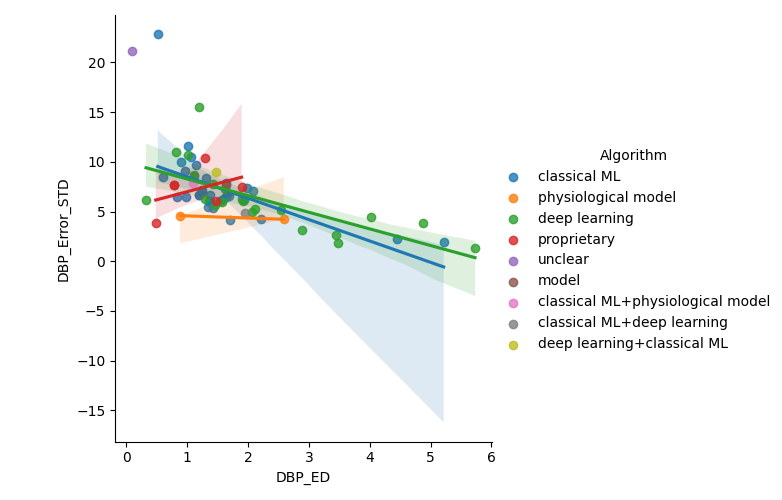 20
15
10
5
0
−5
−10
−15
DBP_Error_STD
0 1 2 3 4 5 6
DBP_ED
Algorithm
classical ML
physiological model
deep learning
proprietary
unclear
model
classical ML+physiological model
classical ML+deep learning
deep learning+classical ML